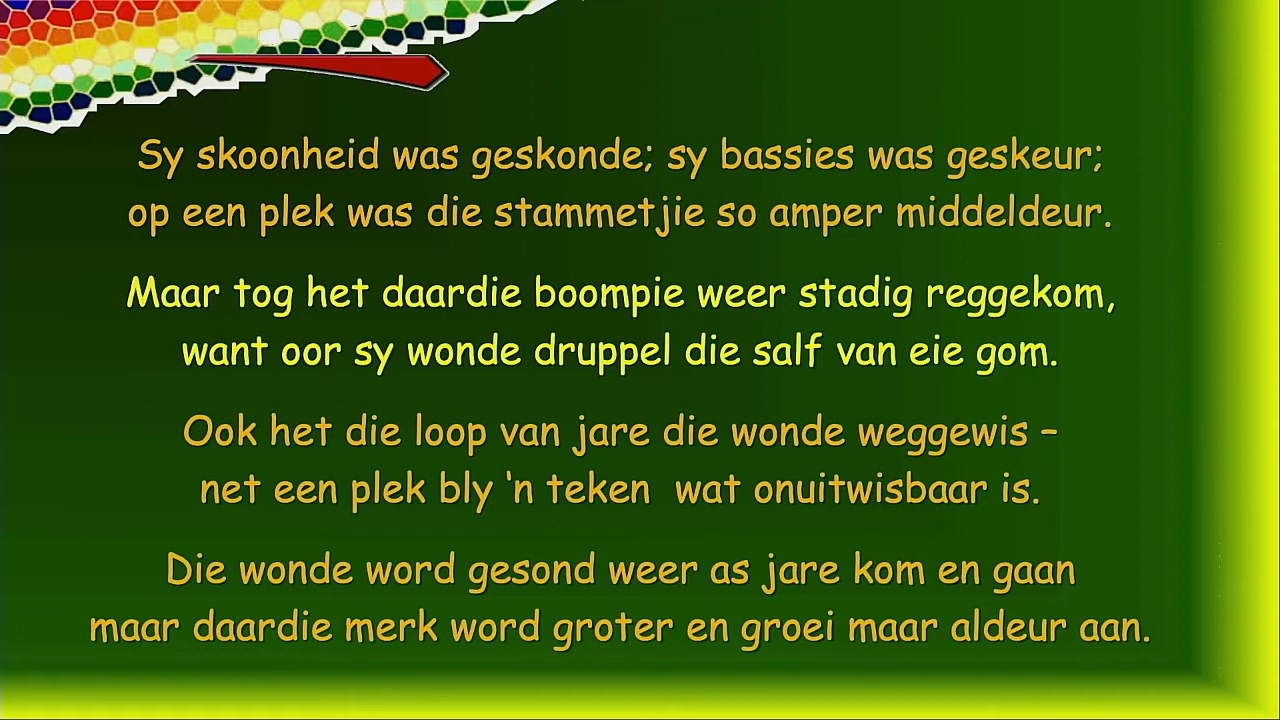 Sy skoonheid was geskonde; sy bassies was geskeur;
op een plek was die stammetjie so amper middeldeur.
Maar tog het daardie boompie weer stadig reggekom,
want oor sy wonde druppel die salf van eie gom.
Ook het die loop van jare die wonde weggewis –
net een plek bly ‘n teken  wat onuitwisbaar is.
Die wonde word gesond weer as jare kom en gaan
maar daardie merk word groter en groei maar aldeur aan.